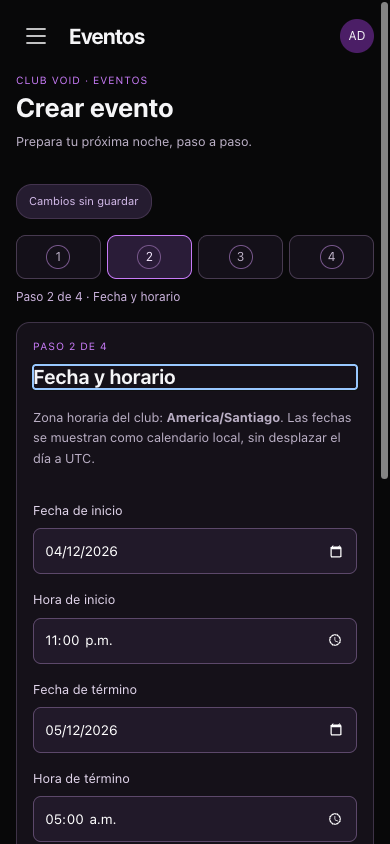 Eventos
AD
CLUB VOID · EVENTOS
Crear evento
Prepara tu próxima noche, paso a paso.
Cambios sin guardar
1
2
3
4
Paso 2 de 4 · Fecha y horario
PASO 2 DE 4
Fecha y horario
Zona horaria del club: America/Santiago. Las fechas
se muestran como calendario local, sin desplazar el
día a UTC.
Fecha de inicio
04/12/2026
Hora de inicio
11:00 p.m.
Fecha de término
05/12/2026
Hora de término
05:00 a.m.